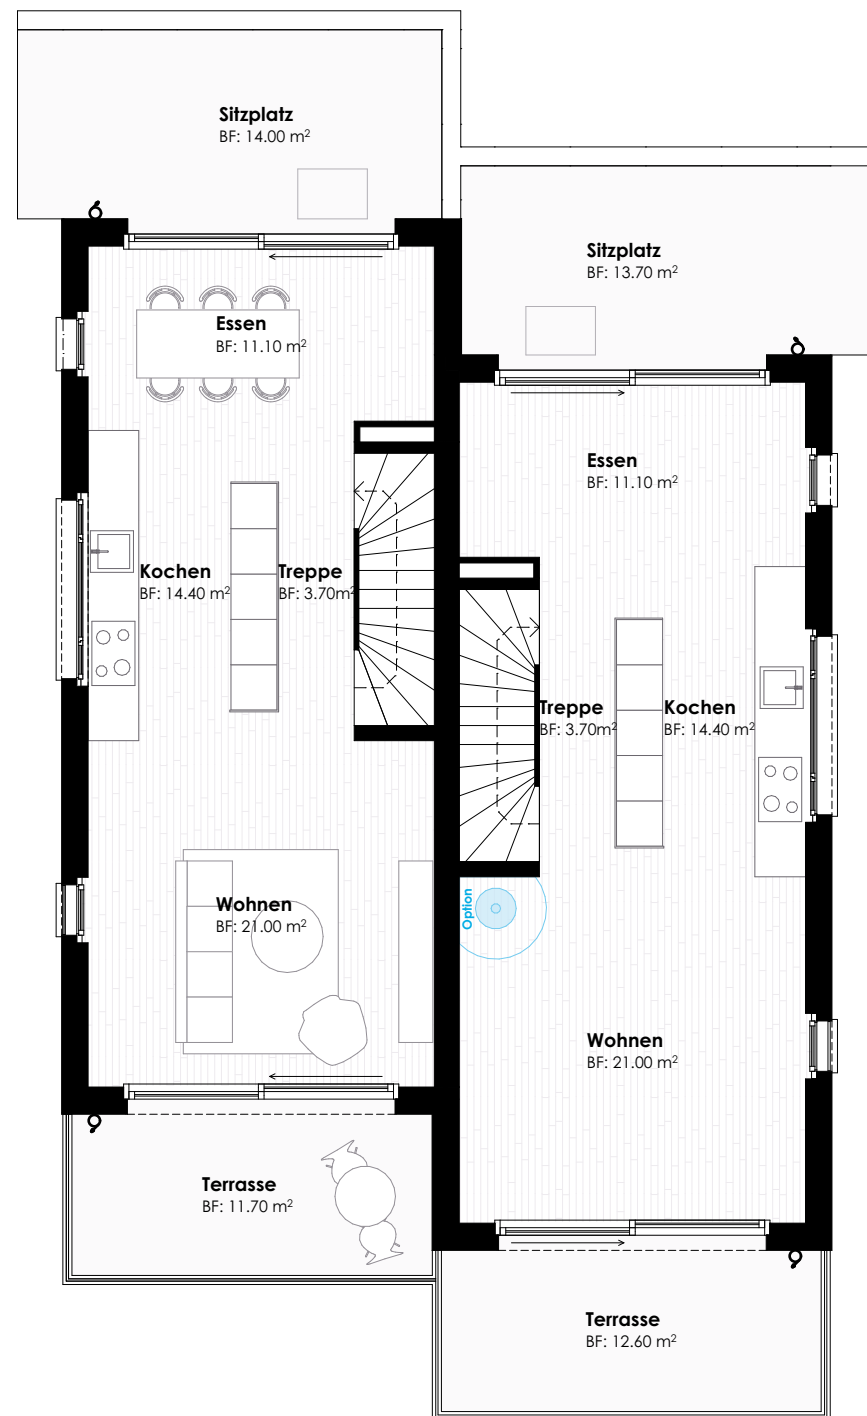 Sitzplatz
BF: 14.00 m²
Essen
BF: 11.10 m²
Kochen
BF: 14.40 m²
Treppe
BF: 3.70m²
Wohnen
BF: 21.00 m²
Terrasse
BF: 11.70 m²
Sitzplatz
BF: 13.70 m²
Essen
BF: 11.10 m²
Treppe
BF: 3.70m²
Kochen
BF: 14.40 m²
Option
Wohnen
BF: 21.00 m²
Terrasse
BF: 12.60 m²